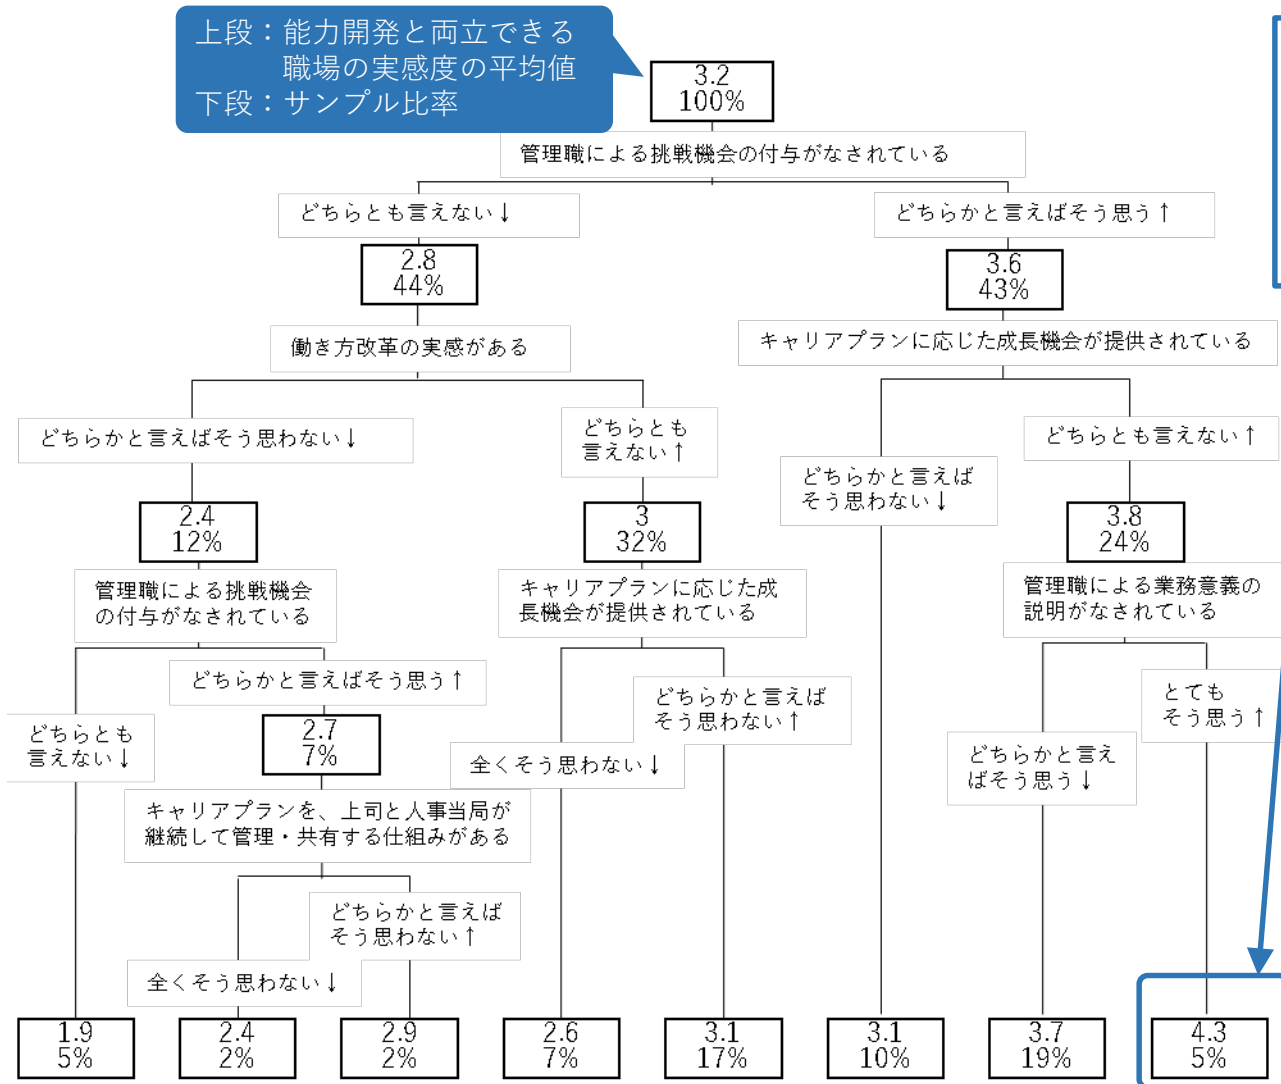 上段：能力開発と両立できる
職場の実感度の平均値
下段：サンプル比率
3.2
100%
管理職による挑戦機会の付与がなされている
どちらとも言えない↓
どちらかと言えばそう思う↑
2.8
44%
3.6
43%
働き方改革の実感がある
キャリアプランに応じた成長機会が提供されている
どちらかと言えばそう思わない↓
どちらとも
言えない↑
どちらかと言えば
そう思わない↓
どちらとも言えない↑
2.4
12%
3
32%
3.8
24%
管理職による挑戦機会
の付与がなされている
キャリアプランに応じた成
長機会が提供されている
管理職による業務意義の
説明がなされている
どちらとも
言えない↓
どちらかと言えばそう思う↑
2.7
7%
全くそう思わない↓
どちらかと言えば
そう思わない↑
どちらかと言え
ばそう思う↓
とても
そう思う↑
キャリアプランを、上司と人事当局が
継続して管理・共有する仕組みがある
全くそう思わない↓
どちらかと言えば
そう思わない↑
1.9
5%
2.4
2%
2.9
2%
2.6
7%
3.1
17%
3.1
10%
3.7
19%
4.3
5%